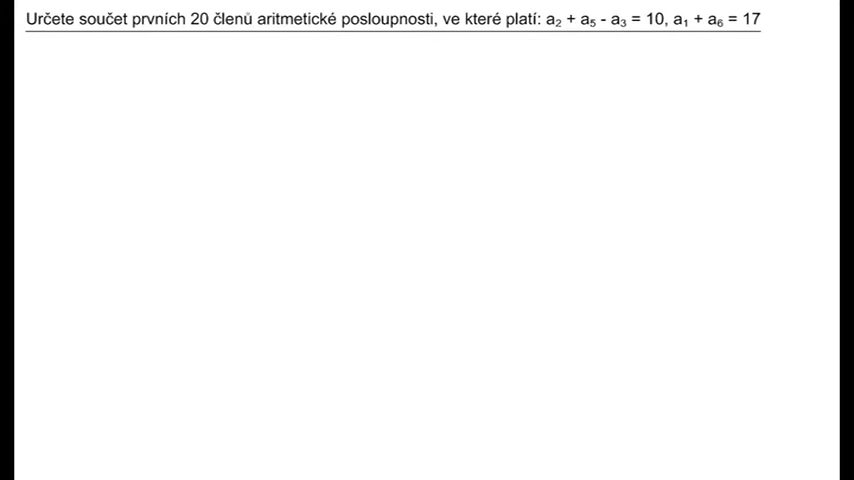 Určete součet prvních 20 členů aritmetické posloupnosti, ve které platí: a₂ + a₅ - a₃ = 10, a₁ + a₆ = 17